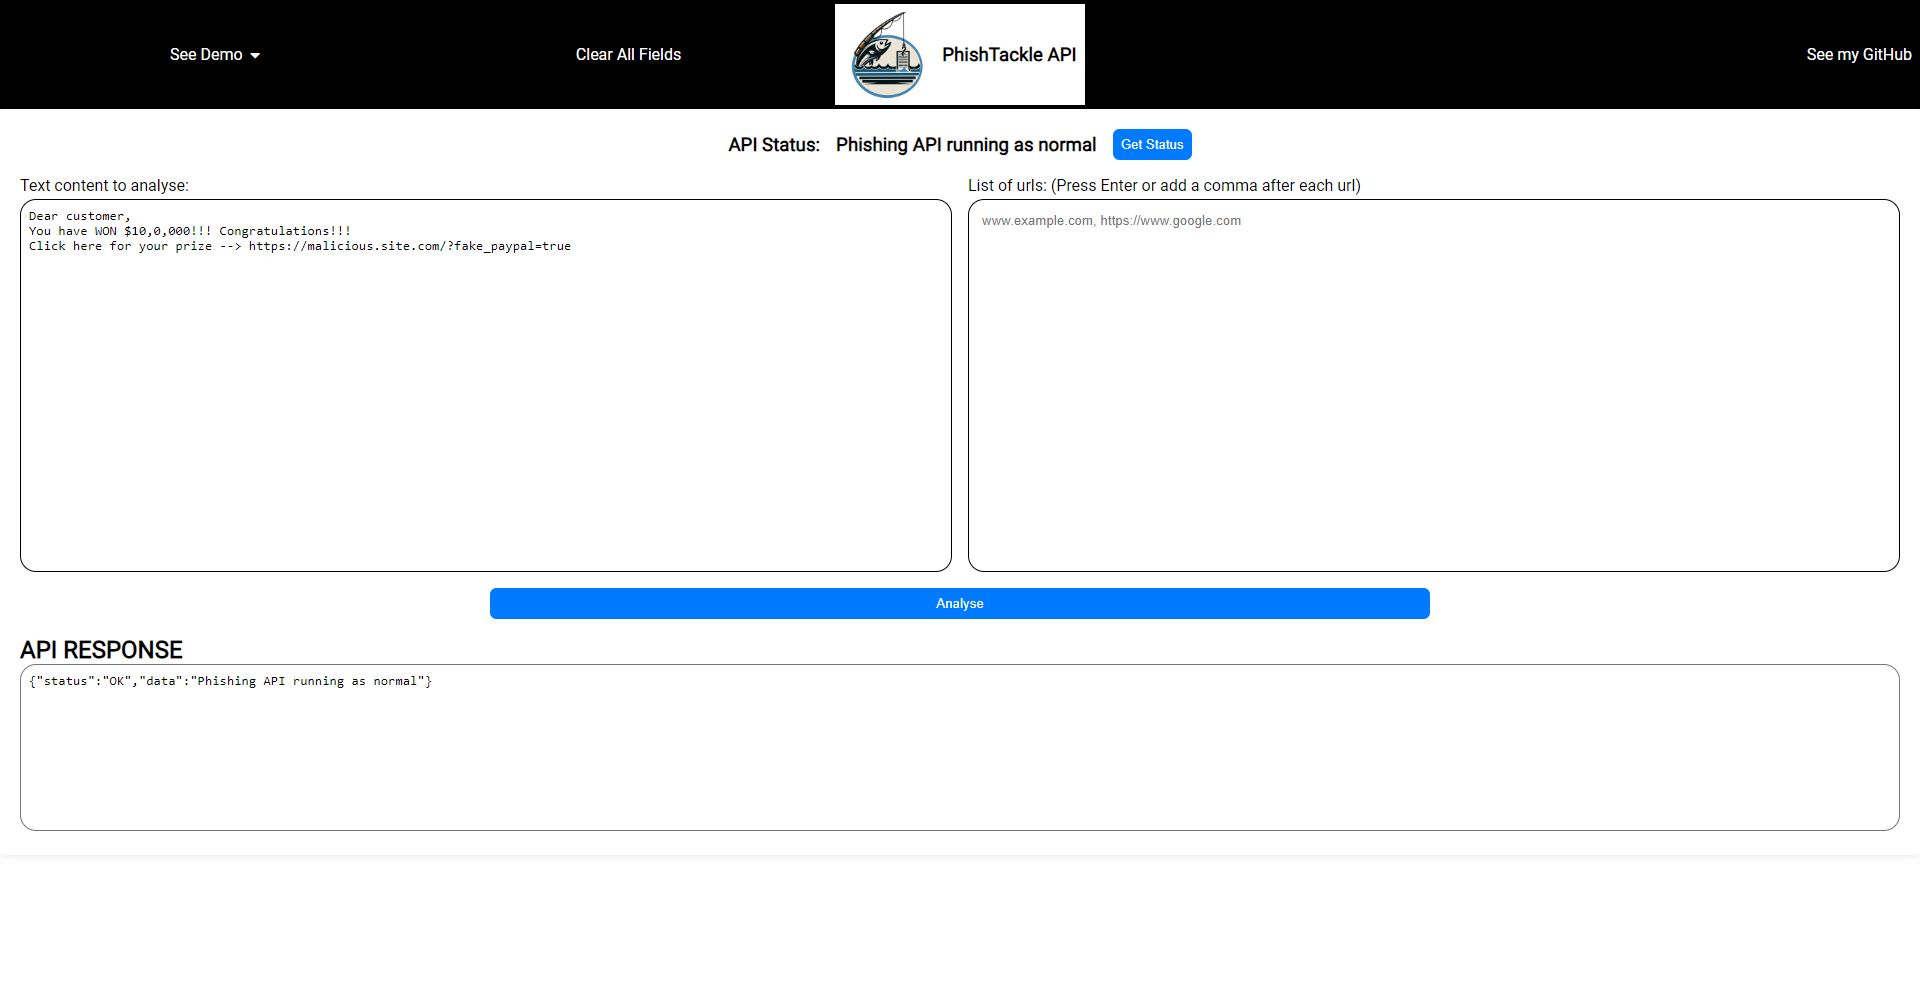 See Demo
Clear All Fields
PhishTackle API
See my GitHub
API Status: Phishing API running as normal Get Status
Text content to analyse:
Dear customer,
You have WON $10,0,000!!! Congratulations!!!
Click here for your prize --> https://malicious.site.com/?fake_paypal=true
List of urls: (Press Enter or add a comma after each url)
www.example.com, https://www.google.com
Analyse
API RESPONSE
{"status":"OK","data":"Phishing API running as normal"}